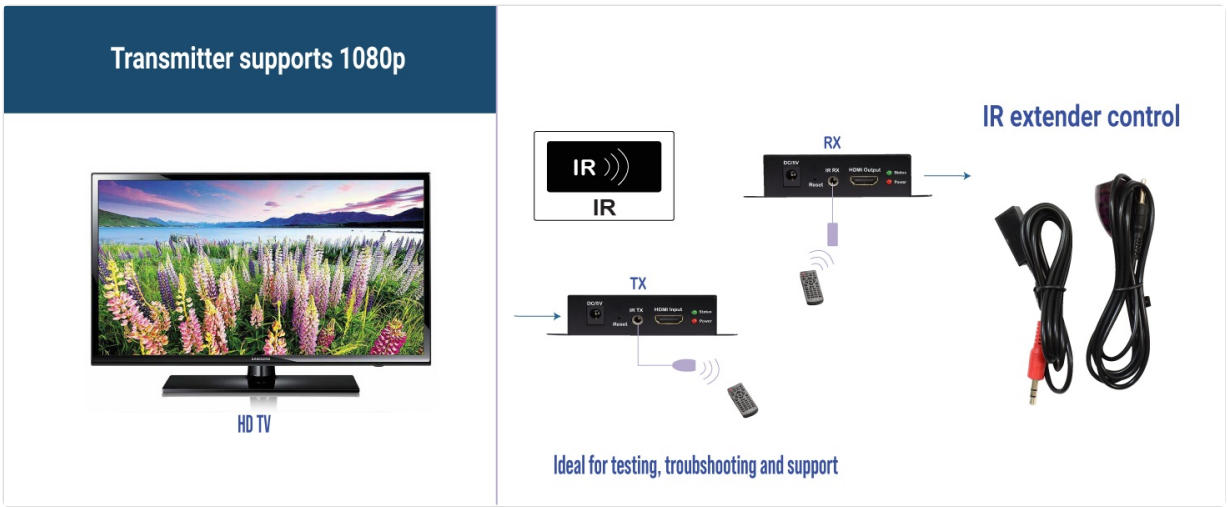 Transmitter supports 1080p
SAMSUNG
HD TV
IR
IR
IR extender control
RX
DC/5V
Reset
IR RX
HDMI Output
Status
Power
TX
DC/5V
Reset
IR TX
HDMI Input
Status
Power
Ideal for testing, troubshooting and support